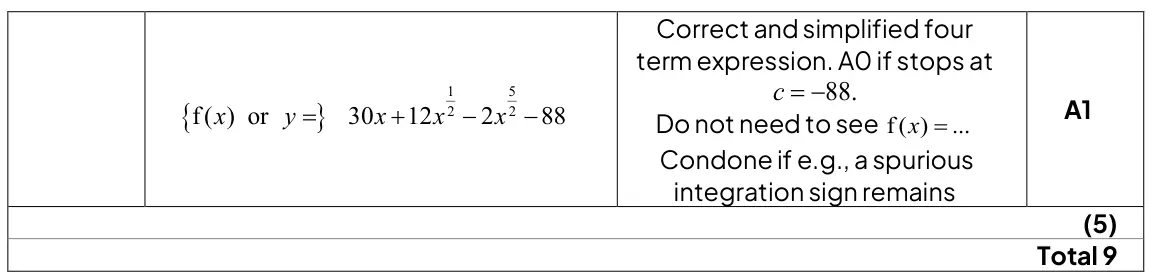 {f(x) or y =} 30x + 12x^{1/2} − 2x^{5/2} − 88
Correct and simplified four
term expression. A0 if stops at
c = −88.
Do not need to see f(x) = ...
Condone if e.g., a spurious
integration sign remains
A1
(5)
Total 9